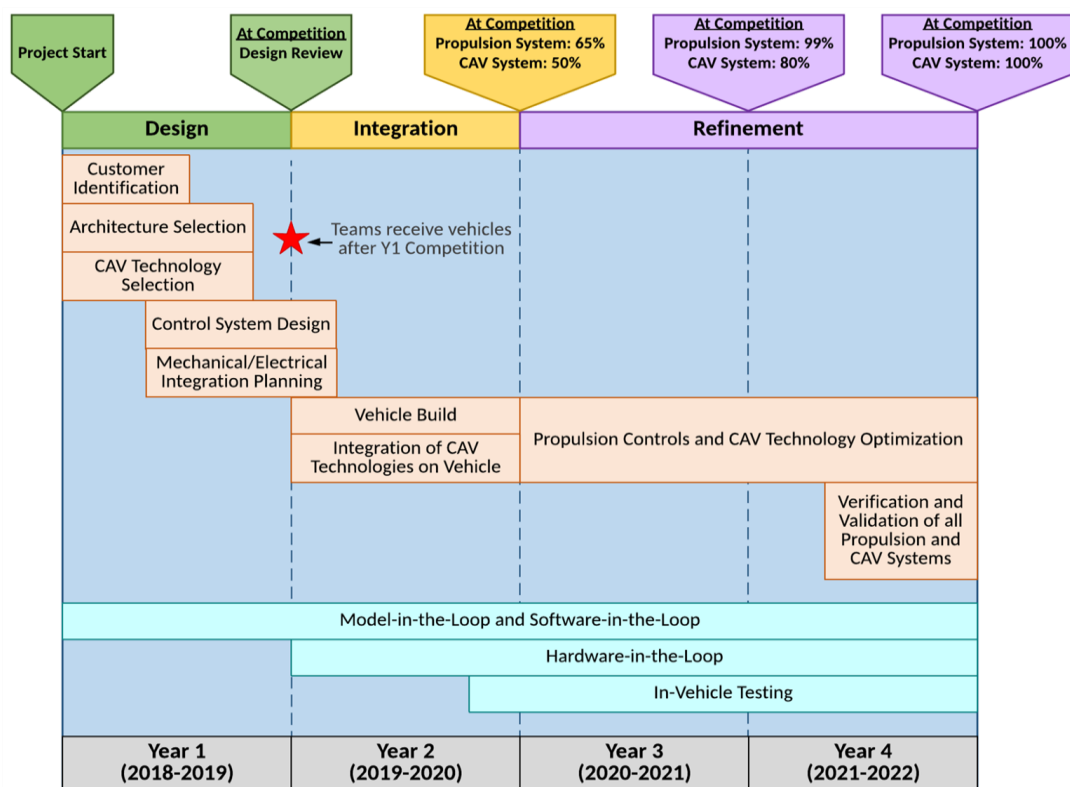 Project Start
At Competition
Design Review
At Competition
Propulsion System: 65%
CAV System: 50%
At Competition
Propulsion System: 99%
CAV System: 80%
At Competition
Propulsion System: 100%
CAV System: 100%
Design
Integration
Refinement
Customer
Identification
Architecture Selection
Teams receive vehicles
after Y1 Competition
CAV Technology
Selection
Control System Design
Mechanical/Electrical
Integration Planning
Vehicle Build
Integration of CAV
Technologies on Vehicle
Propulsion Controls and CAV Technology Optimization
Verification and
Validation of all
Propulsion and
CAV Systems
Model-in-the-Loop and Software-in-the-Loop
Hardware-in-the-Loop
In-Vehicle Testing
Year 1
(2018-2019)
Year 2
(2019-2020)
Year 3
(2020-2021)
Year 4
(2021-2022)